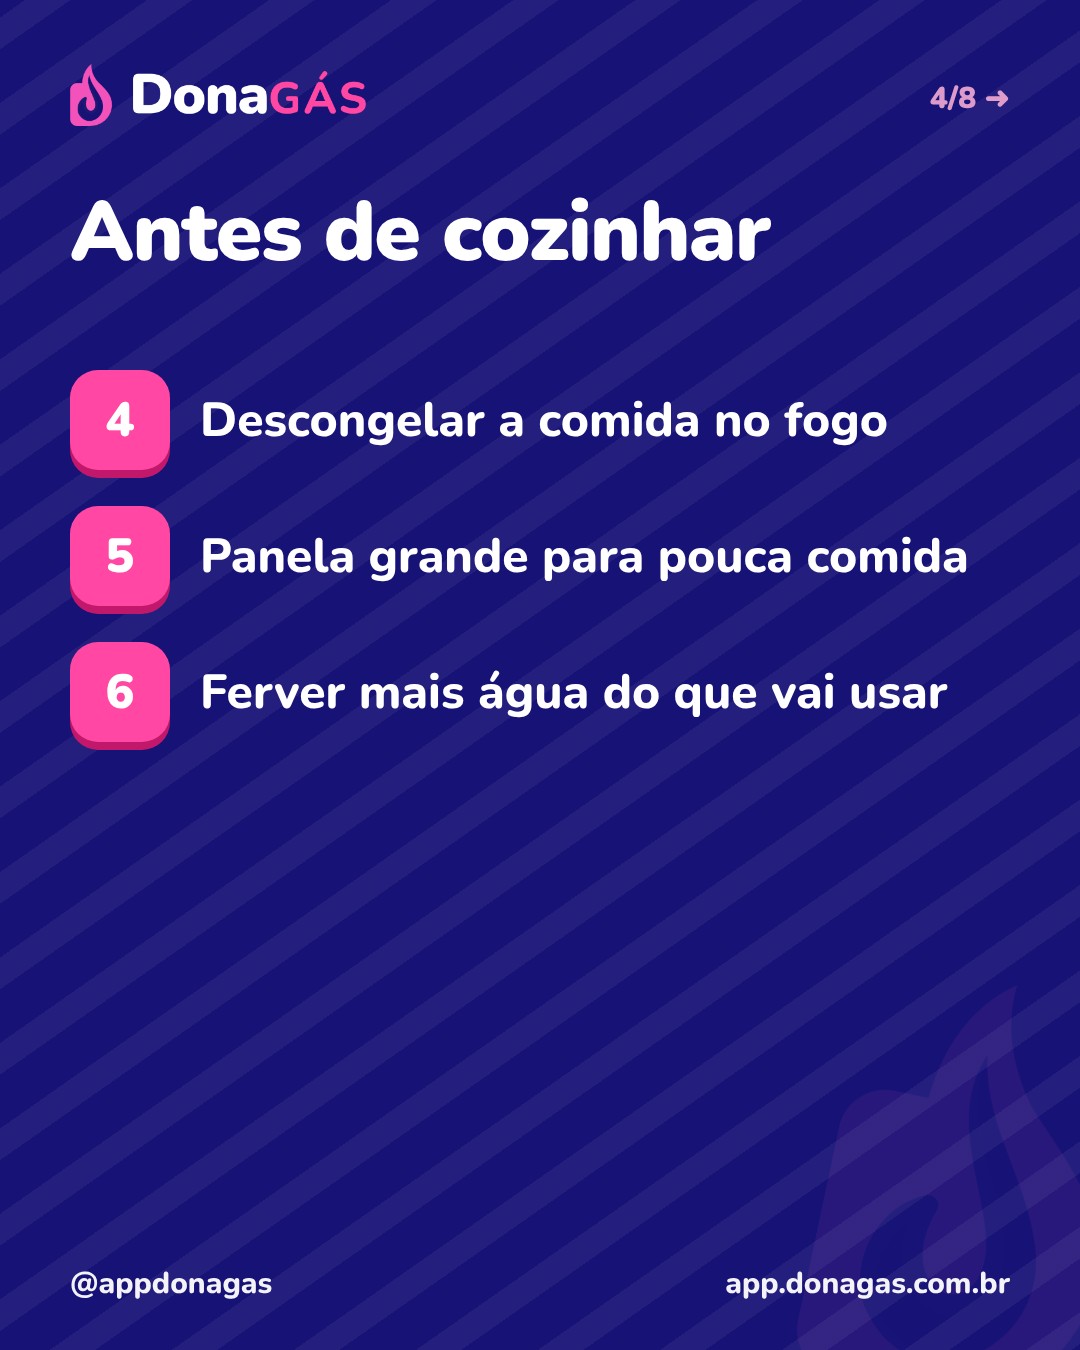 DonaGÁS
4/8 →
Antes de cozinhar
4 Descongelar a comida no fogo
5 Panela grande para pouca comida
6 Ferver mais água do que vai usar
@appdonagas
app.donagas.com.br